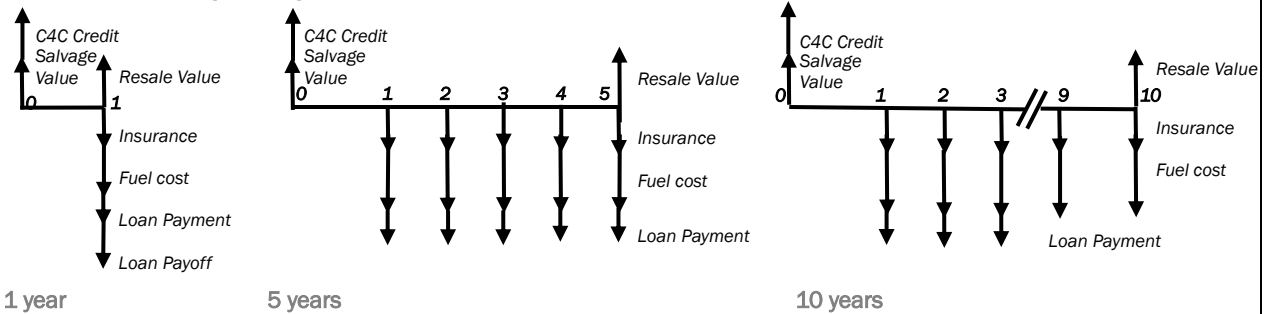 C4C Credit
Salvage
Value
Resale Value
0
1
Insurance
Fuel cost
Loan Payment
Loan Payoff
1 year
C4C Credit
Salvage
Value
0
1
2
3
4
5
Resale Value
Insurance
Fuel cost
Loan Payment
5 years
C4C Credit
Salvage
Value
0
1
2
3
9
10
Resale Value
Insurance
Fuel cost
Loan Payment
10 years